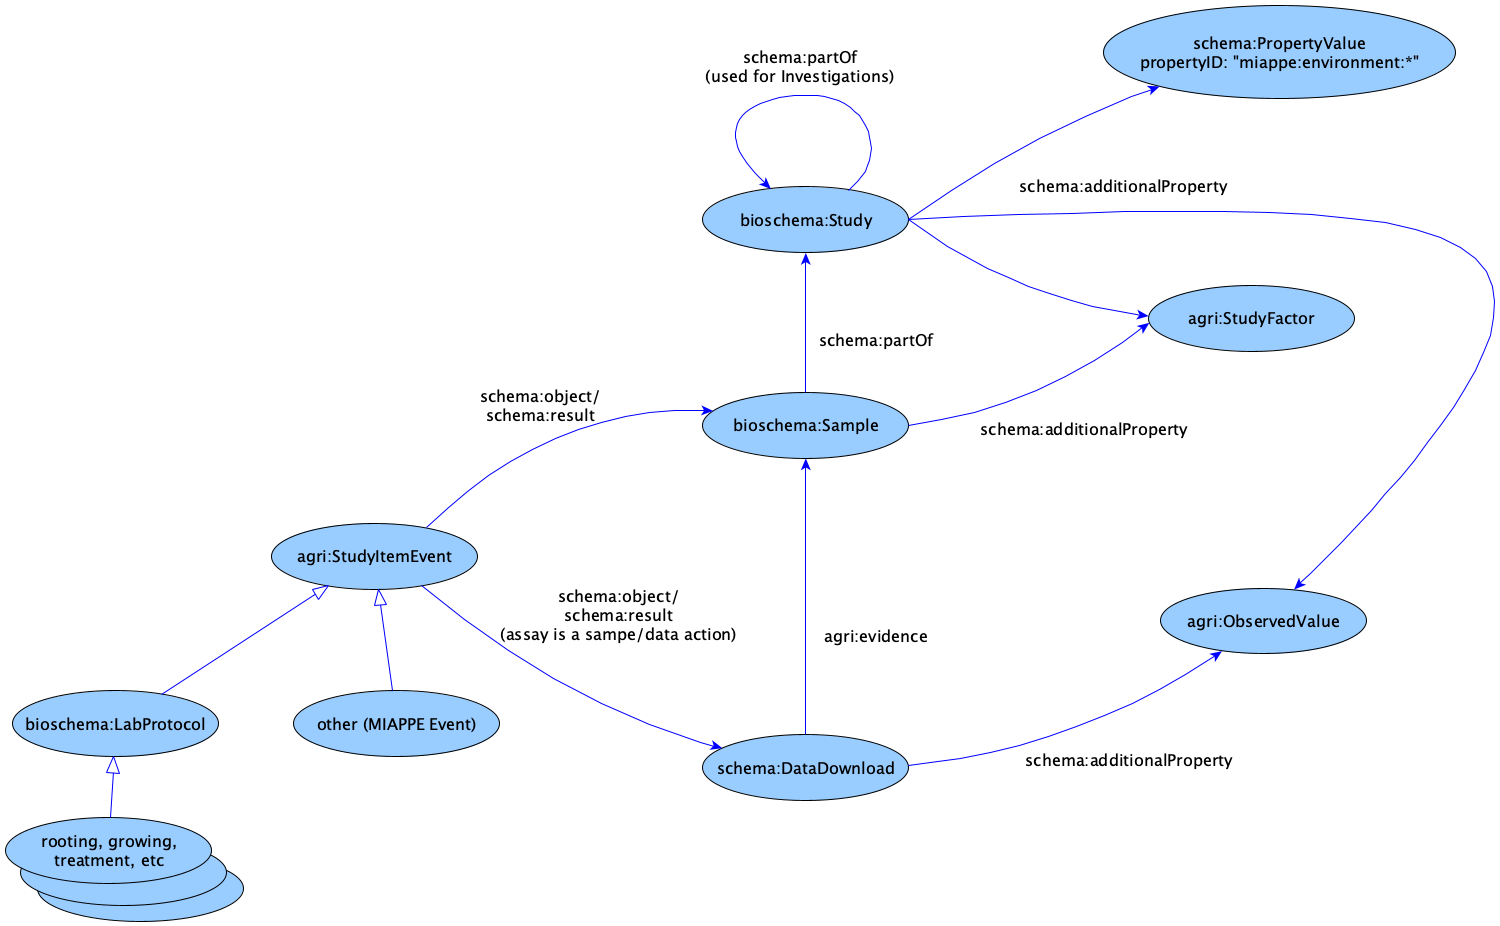 schema:PropertyValue
propertyID: "miappe:environment:*"
schema:partOf
(used for Investigations)
schema:additionalProperty
bioschema:Study
agri:StudyFactor
schema:partOf
schema:object/
schema:result
bioschema:Sample
schema:additionalProperty
agri:StudyItemEvent
schema:object/
schema:result
(assay is a sampe/data action)
agri:evidence
agri:ObservedValue
bioschema:LabProtocol
other (MIAPPE Event)
schema:DataDownload
schema:additionalProperty
rooting, growing,
treatment, etc